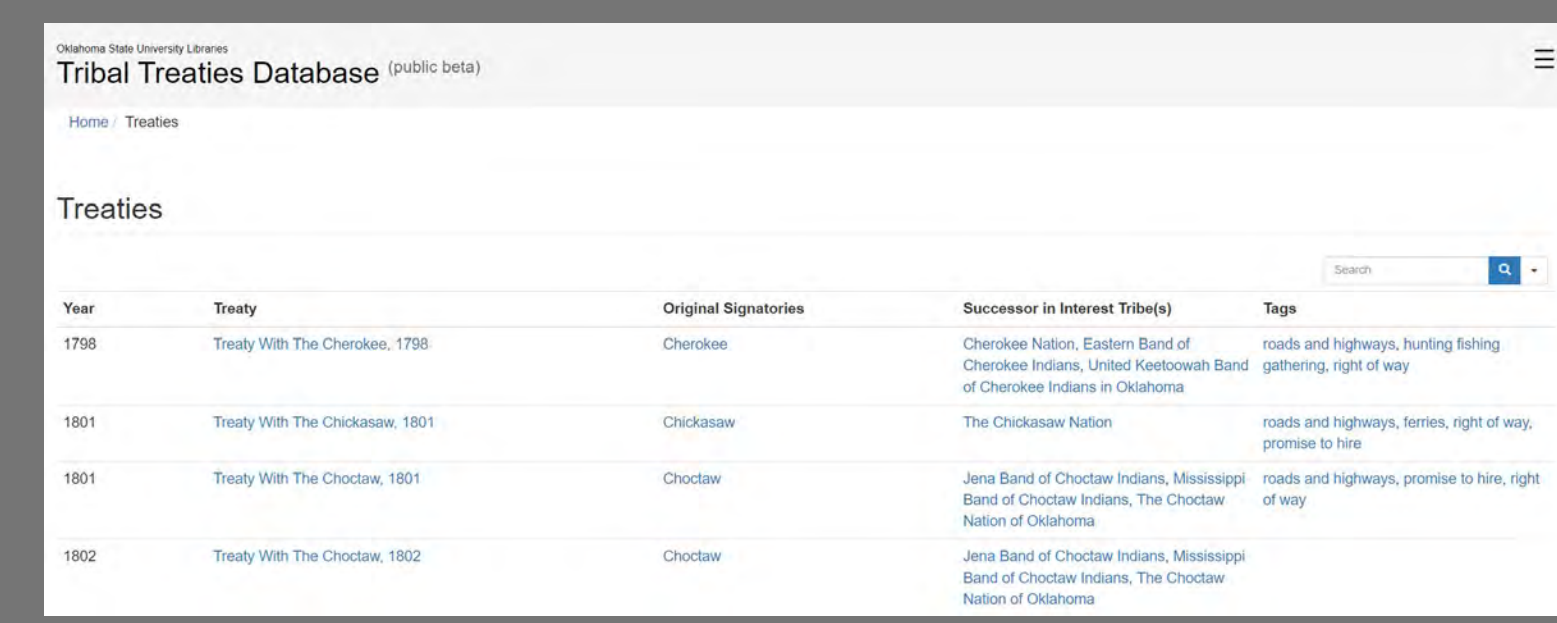 Oklahoma State University Libraries
Tribal Treaties Database (public beta)
Home / Treaties
Treaties
Search
Year Treaty Original Signatories Successor in Interest Tribe(s) Tags
1798 Treaty With The Cherokee, 1798 Cherokee Cherokee Nation, Eastern Band of roads and highways, hunting fishing
Cherokee Indians, United Keetoowah Band gathering, right of way
of Cherokee Indians in Oklahoma
1801 Treaty With The Chickasaw, 1801 Chickasaw The Chickasaw Nation roads and highways, ferries, right of way,
promise to hire
1801 Treaty With The Choctaw, 1801 Choctaw Jena Band of Choctaw Indians, Mississippi roads and highways, promise to hire, right
Band of Choctaw Indians, The Choctaw of way
Nation of Oklahoma
1802 Treaty With The Choctaw, 1802 Choctaw Jena Band of Choctaw Indians, Mississippi
Band of Choctaw Indians, The Choctaw
Nation of Oklahoma